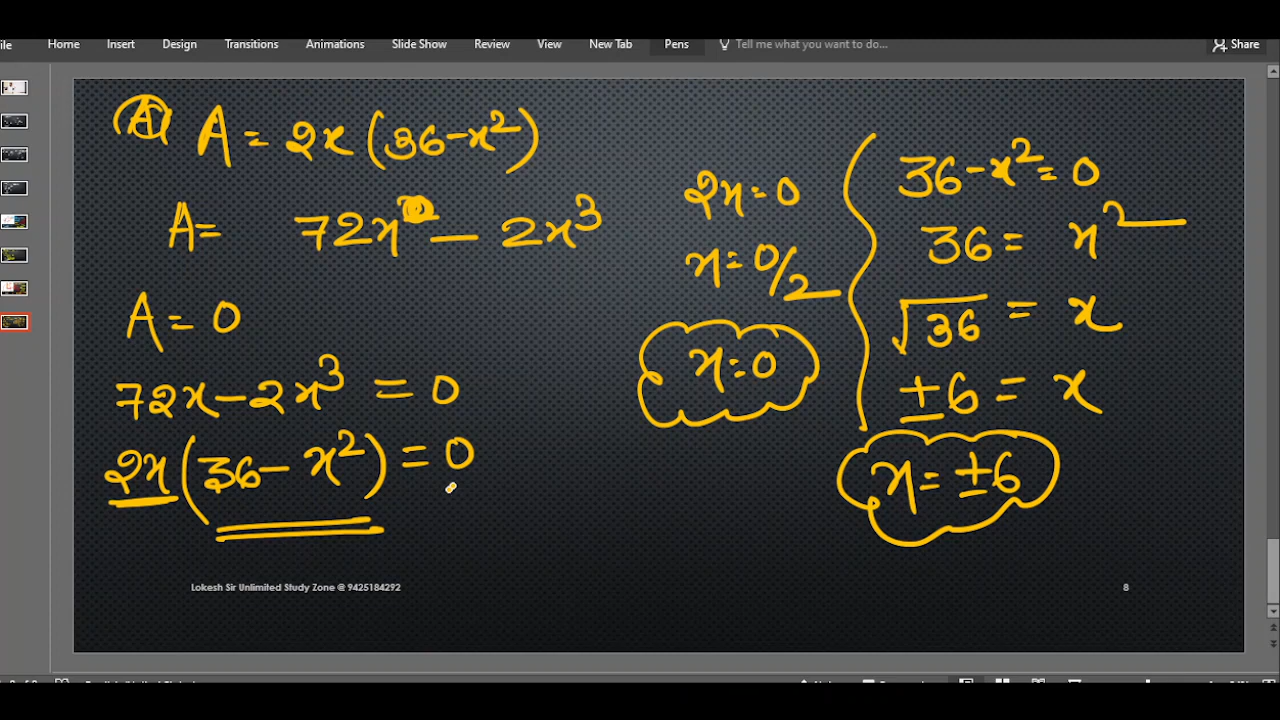 File Home Insert Design Transitions Animations Slide Show Review View New Tab Pens Tell me what you want to do... Share
(A) A = 2x (36-x²)
A = 72x - 2x³
A = 0
72x - 2x³ = 0
2x (36 - x²) = 0
2x = 0
x = 0/2
x = 0
36 - x² = 0
36 = x²
√36 = x
±6 = x
x = ±6
Lokesh Sir Unlimited Study Zone @ 9425184292
8